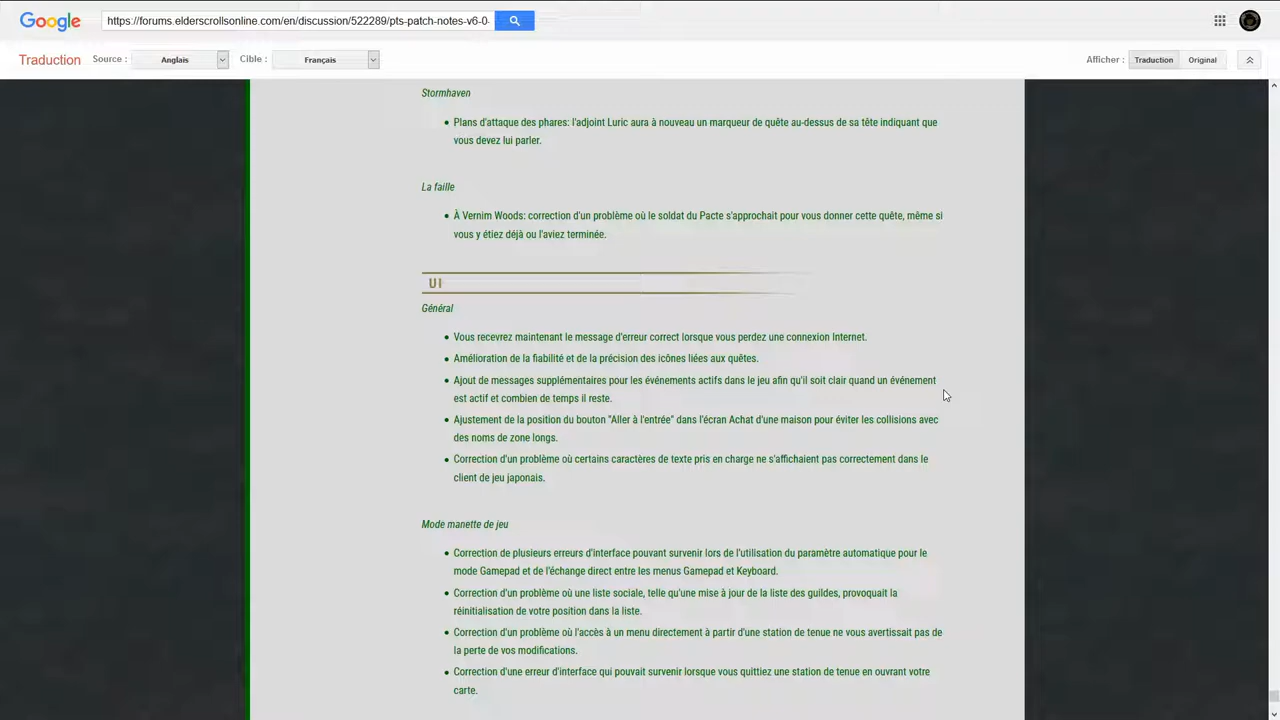 Google
https://forums.elderscrollsonline.com/en/discussion/522289/pts-patch-notes-v6-0-
Traduction
Source :
Anglais
Cible :
Français
Afficher :
Traduction
Original
Stormhaven
Plans d'attaque des phares: l'adjoint Luric aura à nouveau un marqueur de quête au-dessus de sa tête indiquant que
vous devez lui parler.
La faille
À Vernim Woods: correction d'un problème où le soldat du Pacte s'approchait pour vous donner cette quête, même si
vous y étiez déjà ou l'aviez terminée.
UI
Général
Vous recevrez maintenant le message d'erreur correct lorsque vous perdez une connexion Internet.
Amélioration de la fiabilité et de la précision des icônes liées aux quêtes.
Ajout de messages supplémentaires pour les événements actifs dans le jeu afin qu'il soit clair quand un événement
est actif et combien de temps il reste.
Ajustement de la position du bouton "Aller à l'entrée" dans l'écran Achat d'une maison pour éviter les collisions avec
des noms de zone longs.
Correction d'un problème où certains caractères de texte pris en charge ne s'affichaient pas correctement dans le
client de jeu japonais.
Mode manette de jeu
Correction de plusieurs erreurs d'interface pouvant survenir lors de l'utilisation du paramètre automatique pour le
mode Gamepad et de l'échange direct entre les menus Gamepad et Keyboard.
Correction d'un problème où une liste sociale, telle qu'une mise à jour de la liste des guildes, provoquait la
réinitialisation de votre position dans la liste.
Correction d'un problème où l'accès à un menu directement à partir d'une station de tenue ne vous avertissait pas de
la perte de vos modifications.
Correction d'une erreur d'interface qui pouvait survenir lorsque vous quittiez une station de tenue en ouvrant votre
carte.